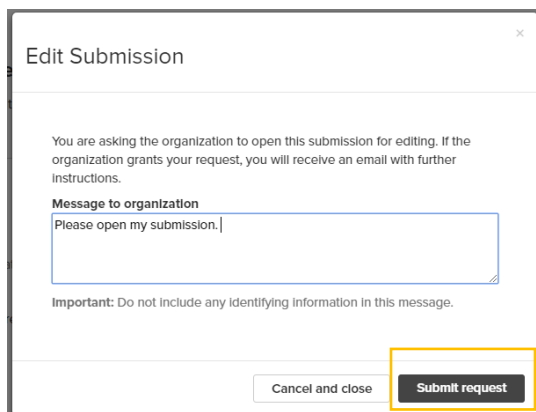 ×
Edit Submission
You are asking the organization to open this submission for editing. If the
organization grants your request, you will receive an email with further
instructions.
Message to organization
Please open my submission.
Important: Do not include any identifying information in this message.
Cancel and close
Submit request